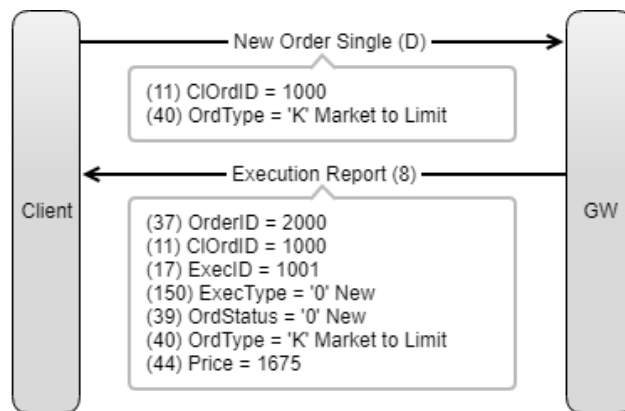 New Order Single (D)
(11) ClOrdID = 1000
(40) OrdType = 'K' Market to Limit
Execution Report (8)
Client
GW
(37) OrderID = 2000
(11) ClOrdID = 1000
(17) ExecID = 1001
(150) ExecType = '0' New
(39) OrdStatus = '0' New
(40) OrdType = 'K' Market to Limit
(44) Price = 1675